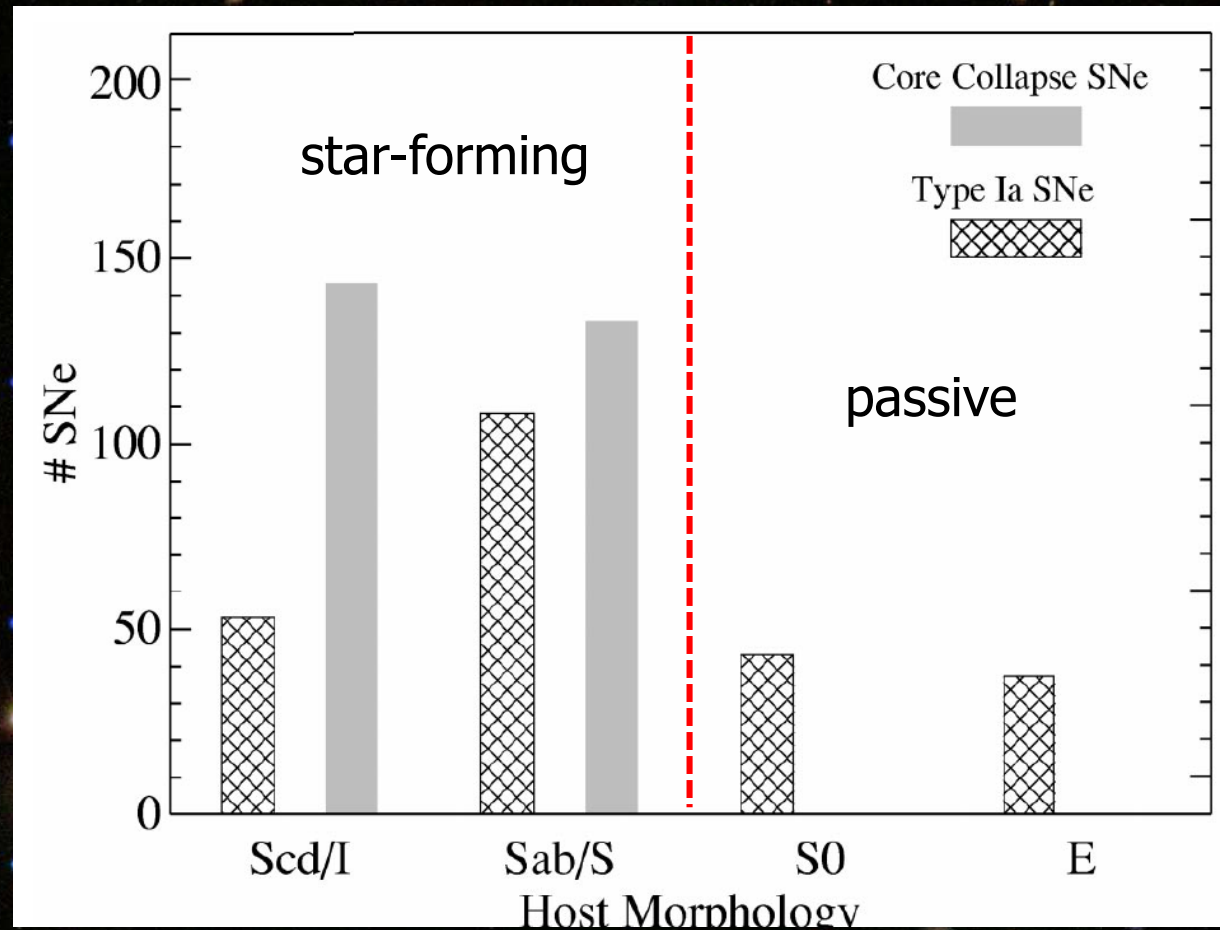 200
150
100
50
0
# SNe
star-forming
passive
Core Collapse SNe
Type Ia SNe
Scd/I Sab/S S0 E
Host Morphology